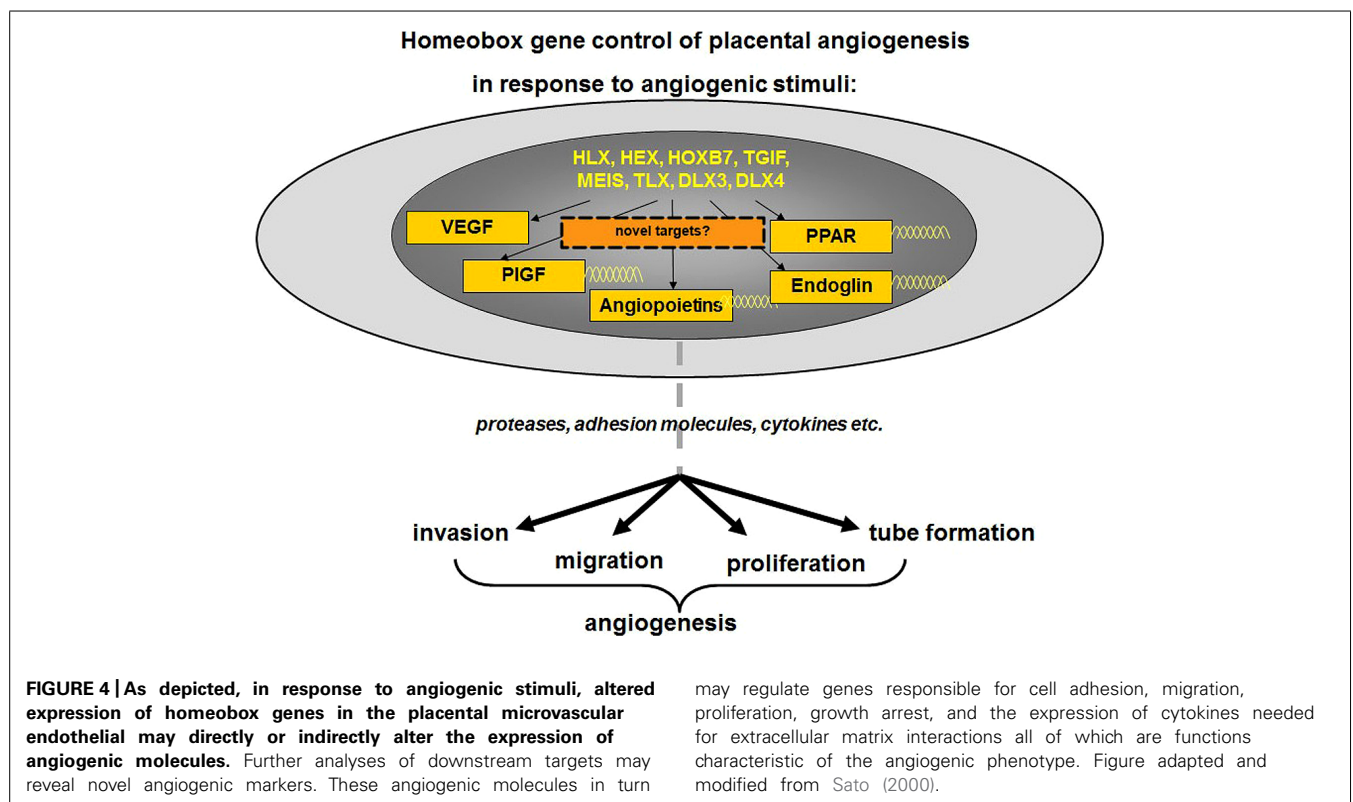 Homeobox gene control of placental angiogenesis
in response to angiogenic stimuli:
HLX, HEX, HOXB7, TGIF,
MEIS, TLX, DLX3, DLX4
VEGF
novel targets?
PPAR
PIGF
Endoglin
Angiopoietins
proteases, adhesion molecules, cytokines etc.
invasion
tube formation
migration
proliferation
angiogenesis
FIGURE 4 | As depicted, in response to angiogenic stimuli, altered
expression of homeobox genes in the placental microvascular
endothelial may directly or indirectly alter the expression of
angiogenic molecules. Further analyses of downstream targets may
reveal novel angiogenic markers. These angiogenic molecules in turn
may regulate genes responsible for cell adhesion, migration,
proliferation, growth arrest, and the expression of cytokines needed
for extracellular matrix interactions all of which are functions
characteristic of the angiogenic phenotype. Figure adapted and
modified from Sato (2000).